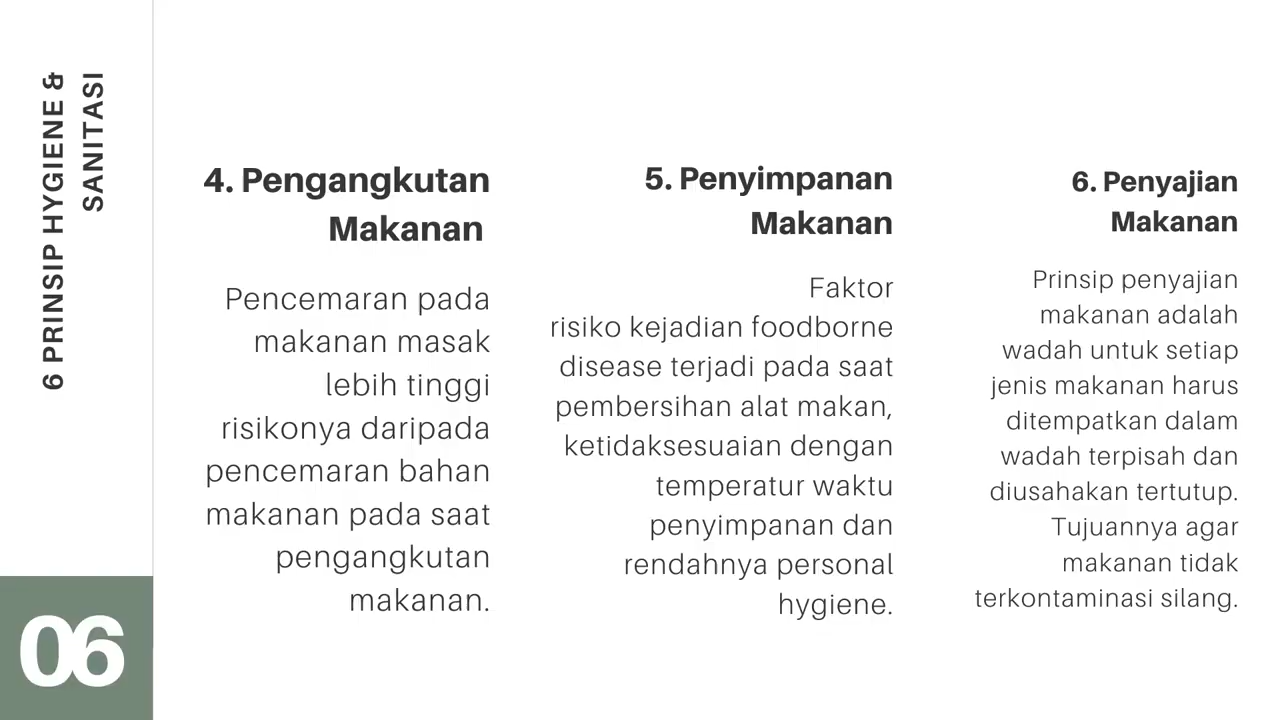 6 PRINSIP HYGIENE &
SANITASI
4. Pengangkutan
Makanan
Pencemaran pada
makanan masak
lebih tinggi
risikonya daripada
pencemaran bahan
makanan pada saat
pengangkutan
makanan.
5. Penyimpanan
Makanan
Faktor
risiko kejadian foodborne
disease terjadi pada saat
pembersihan alat makan,
ketidaksesuaian dengan
temperatur waktu
penyimpanan dan
rendahnya personal
hygiene.
6. Penyajian
Makanan
Prinsip penyajian
makanan adalah
wadah untuk setiap
jenis makanan harus
ditempatkan dalam
wadah terpisah dan
diusahakan tertutup.
Tujuannya agar
makanan tidak
terkontaminasi silang.
06